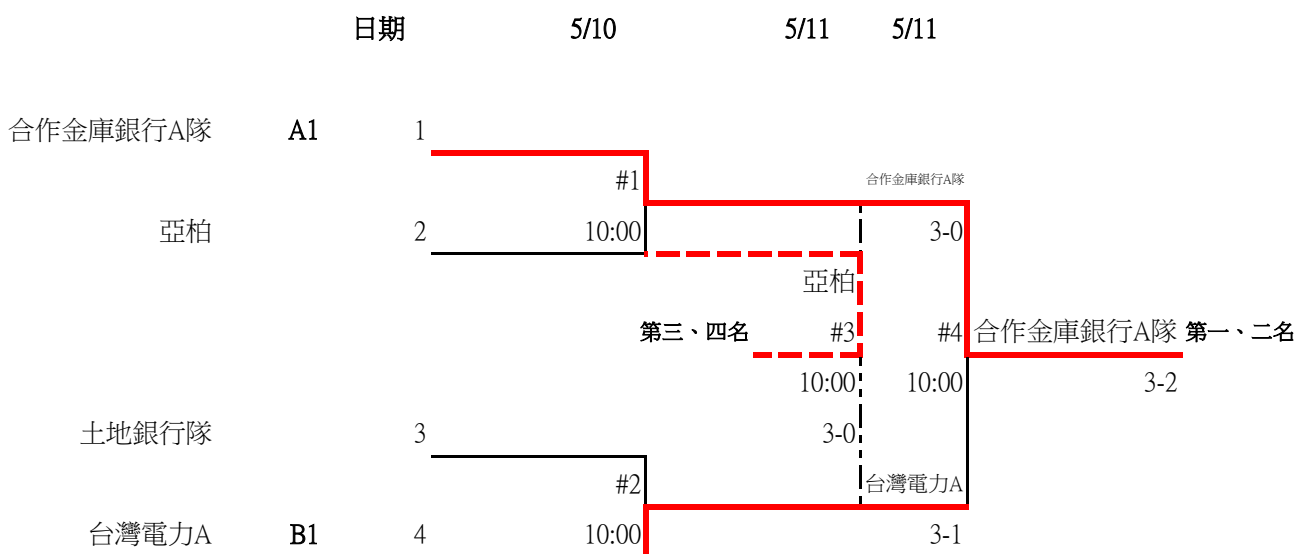 日期 5/10 5/11 5/11
合作金庫銀行A隊 A1 1
#1 合作金庫銀行A隊
亞柏 2 10:00 3-0
亞柏
第三、四名 #3 #4 合作金庫銀行A隊 第一、二名
10:00 10:00 3-2
土地銀行隊 3 3-0
#2 台灣電力A
台灣電力A B1 4 10:00 3-1